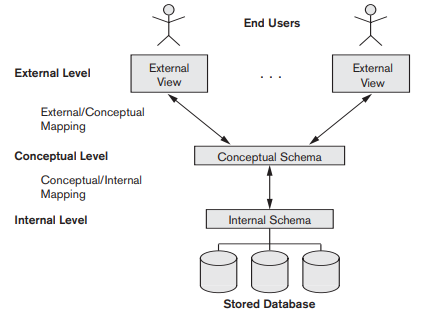 End Users
External Level
External
View
. . .
External
View
External/Conceptual
Mapping
Conceptual Level
Conceptual Schema
Conceptual/Internal
Mapping
Internal Level
Internal Schema
Stored Database